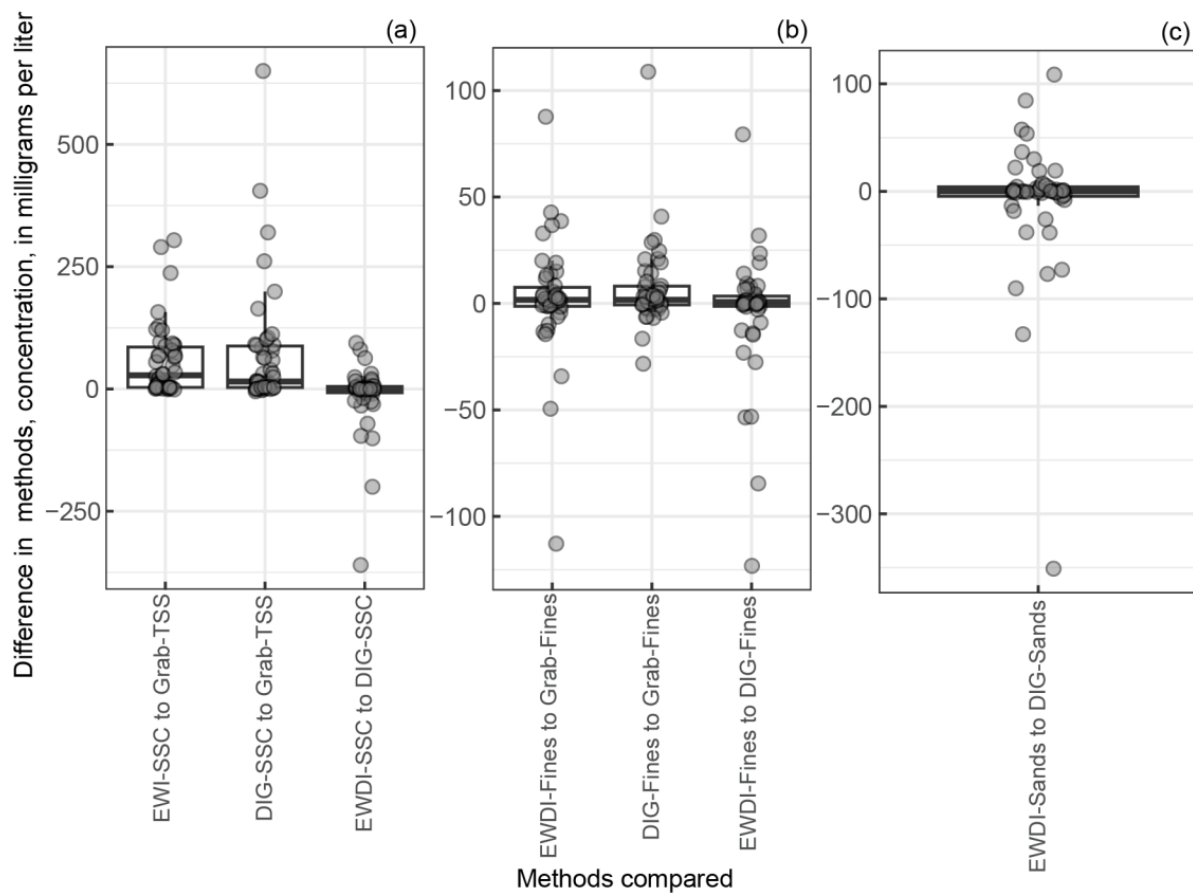 Difference in methods, concentration, in milligrams per liter
(a)
500
250
0
−250
EWI-SSC to Grab-TSS
DIG-SSC to Grab-TSS
EWDI-SSC to DIG-SSC
(b)
100
50
0
−50
−100
EWDI-Fines to Grab-Fines
DIG-Fines to Grab-Fines
EWDI-Fines to DIG-Fines
(c)
100
0
−100
−200
−300
EWDI-Sands to DIG-Sands
Methods compared